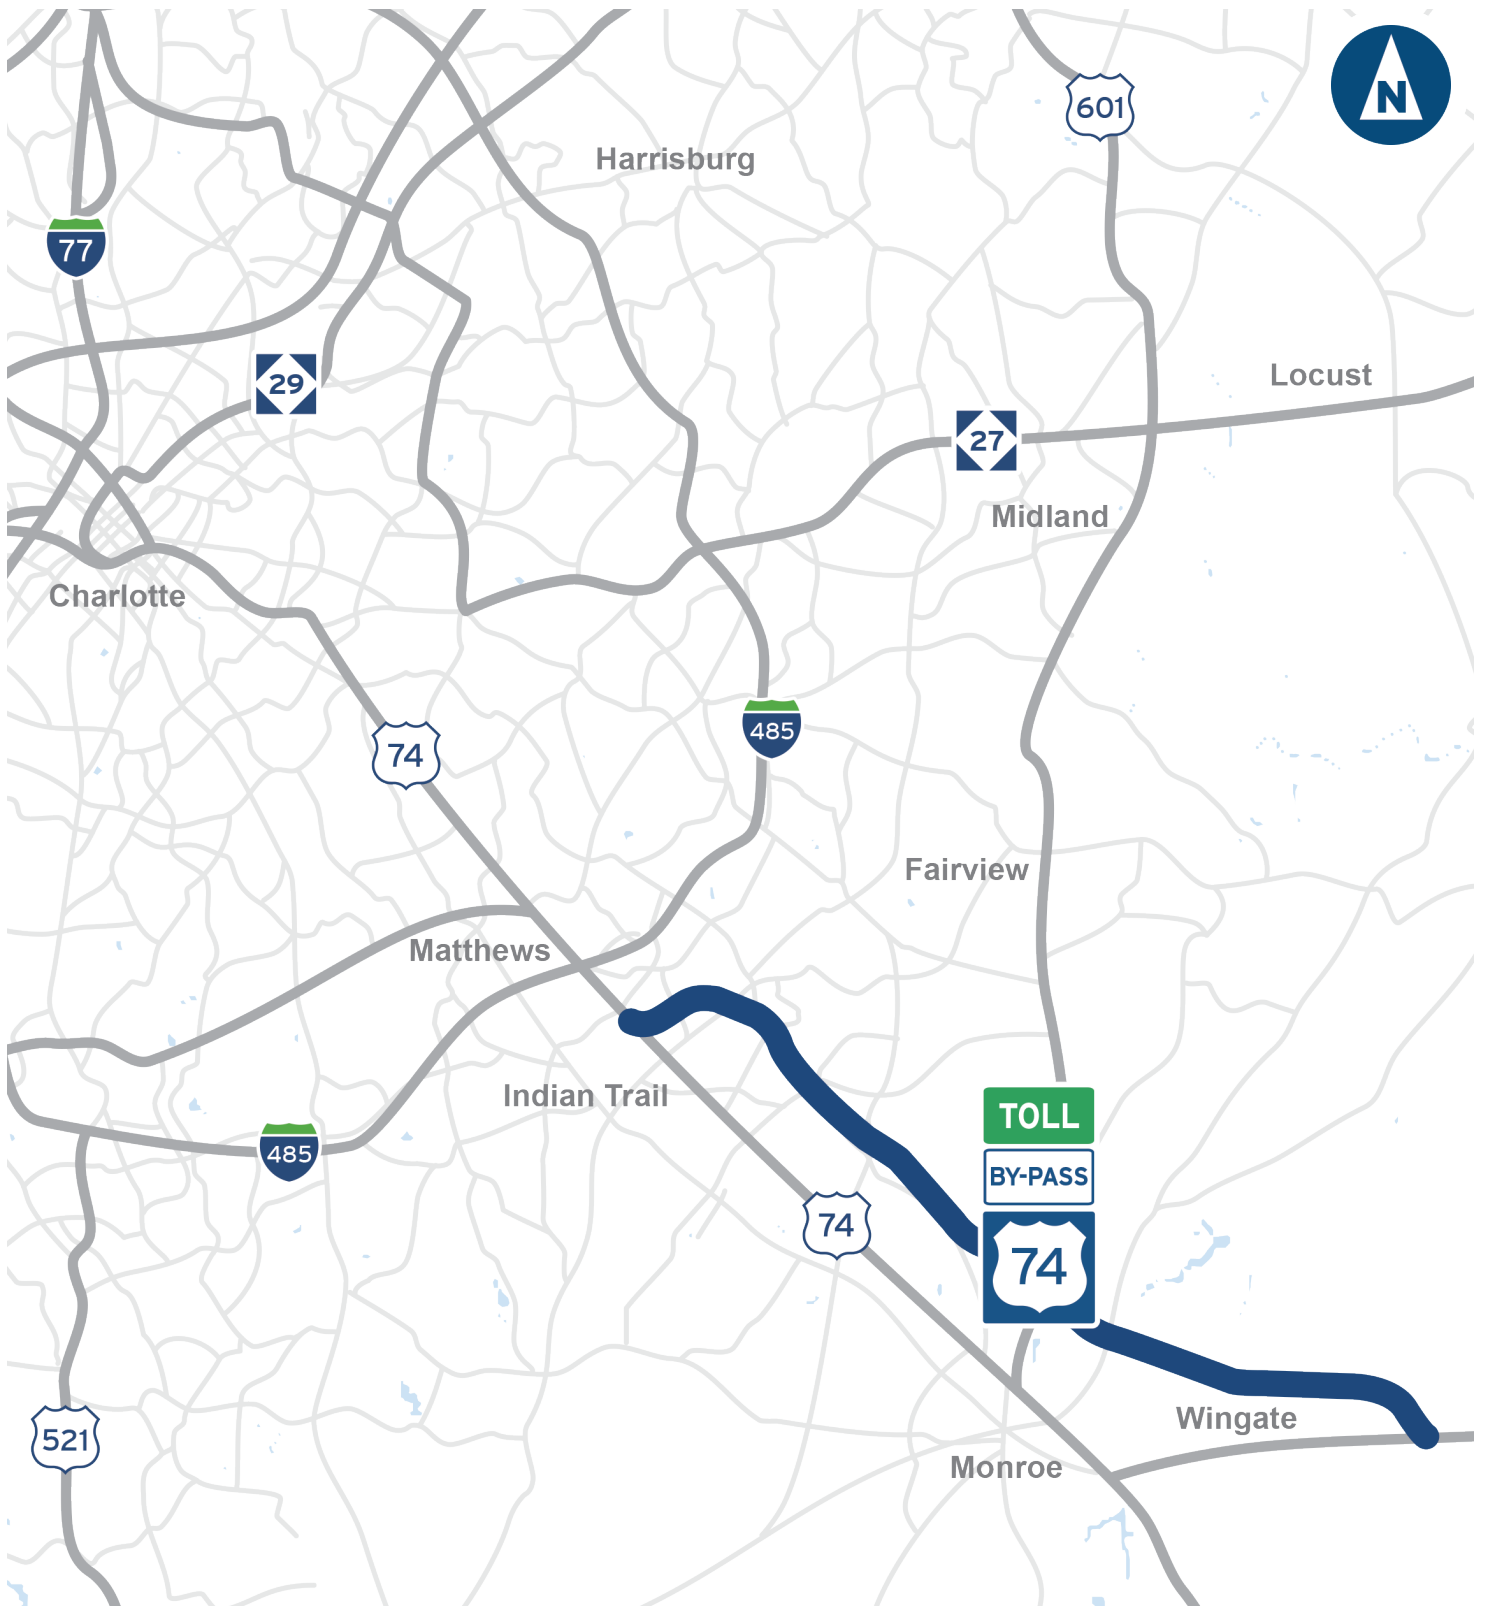 N
601
Harrisburg
77
Locust
29
27
Midland
Charlotte
485
74
Fairview
Matthews
Indian Trail
TOLL
485
BY-PASS
74
74
Wingate
521
Monroe